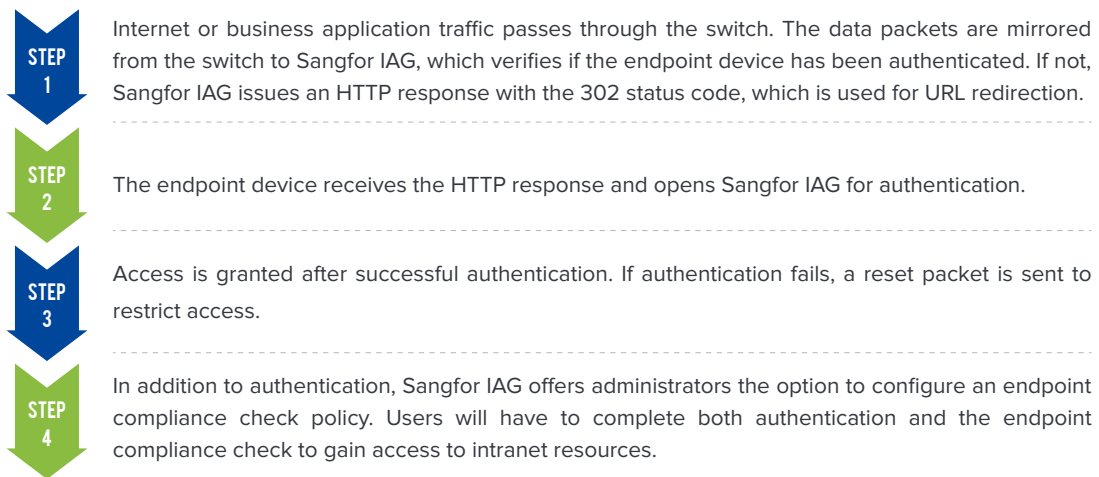 STEP
1
Internet or business application traffic passes through the switch. The data packets are mirrored
from the switch to Sangfor IAG, which verifies if the endpoint device has been authenticated. If not,
Sangfor IAG issues an HTTP response with the 302 status code, which is used for URL redirection.
STEP
2
The endpoint device receives the HTTP response and opens Sangfor IAG for authentication.
STEP
3
Access is granted after successful authentication. If authentication fails, a reset packet is sent to
restrict access.
STEP
4
In addition to authentication, Sangfor IAG offers administrators the option to configure an endpoint
compliance check policy. Users will have to complete both authentication and the endpoint
compliance check to gain access to intranet resources.